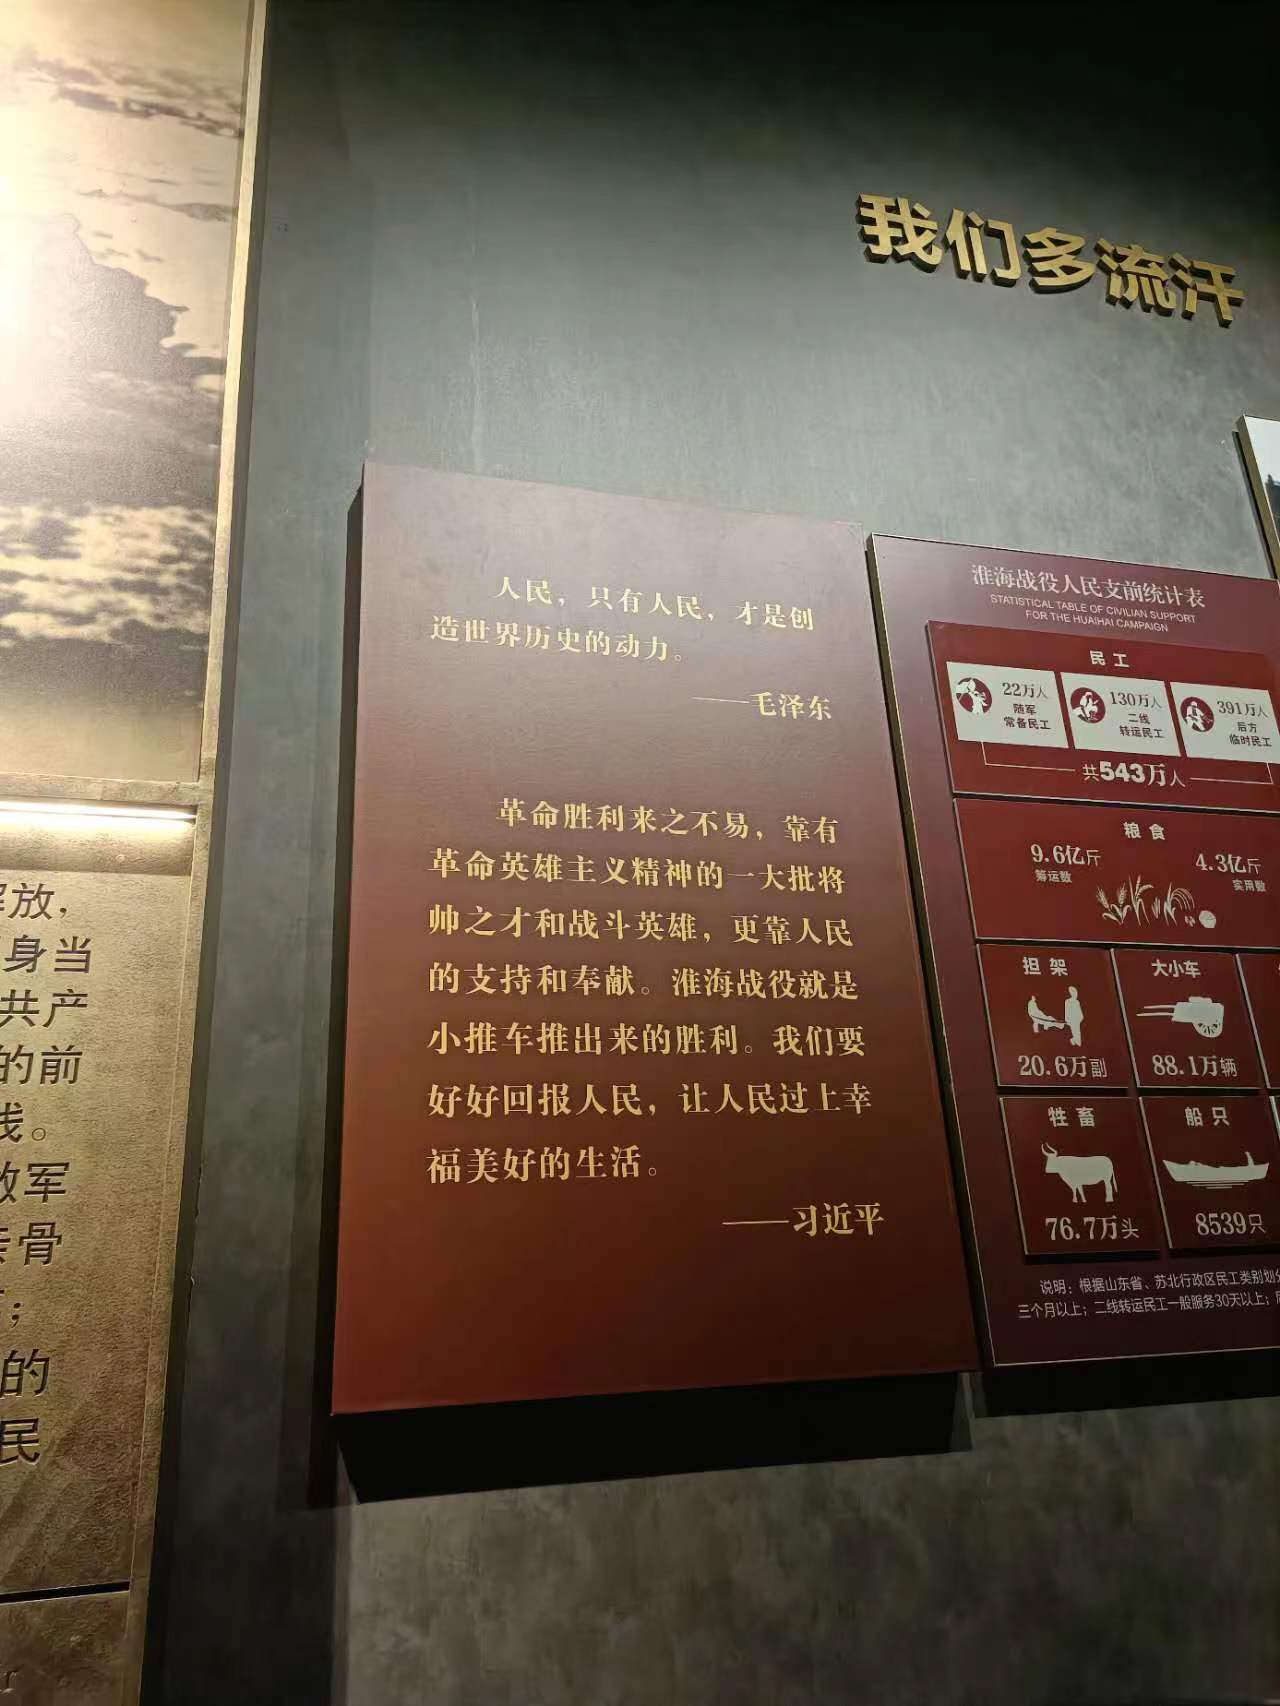 我们多流汗
解放,
身当
共产
的前
线。
敌军
亲骨
;
的
民
人民，只有人民，才是创
造世界历史的动力。
——毛泽东
革命胜利来之不易，靠有
革命英雄主义精神的一大批将
帅之才和战斗英雄，更靠人民
的支持和奉献。淮海战役就是
小推车推出来的胜利。我们要
好好回报人民，让人民过上幸
福美好的生活。
——习近平
淮海战役人民支前统计表
STATISTICAL TABLE OF CIVILIAN SUPPORT
FOR THE HUAIHAI CAMPAIGN
民工
22万人
随军
常备民工
130万人
二线
转运民工
391万人
后方
临时民工
共543万人
粮食
9.6亿斤
筹运数
4.3亿斤
实用数
担架
20.6万副
大小车
88.1万辆
牲畜
76.7万头
船只
8539只
说明：根据山东省、苏北行政区民工类别划分
三个月以上；二线转运民工一般服务30天以上；